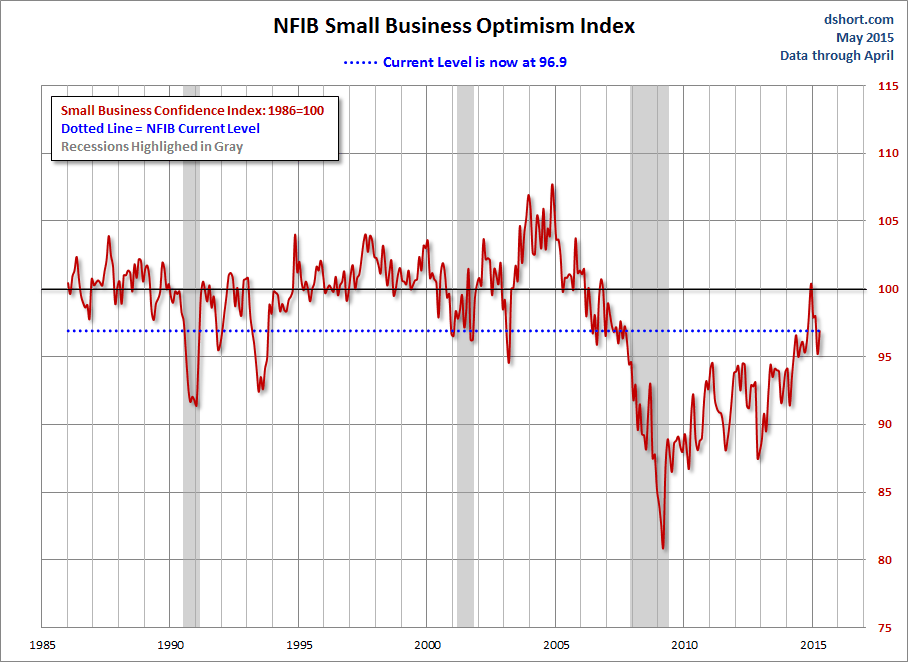 NFIB Small Business Optimism Index
dshort.com
May 2015
Data through April
Current Level is now at 96.9
Small Business Confidence Index: 1986=100
Dotted Line = NFIB Current Level
Recessions Highlighed in Gray
115
110
105
100
95
90
85
80
75
1985
1990
1995
2000
2005
2010
2015